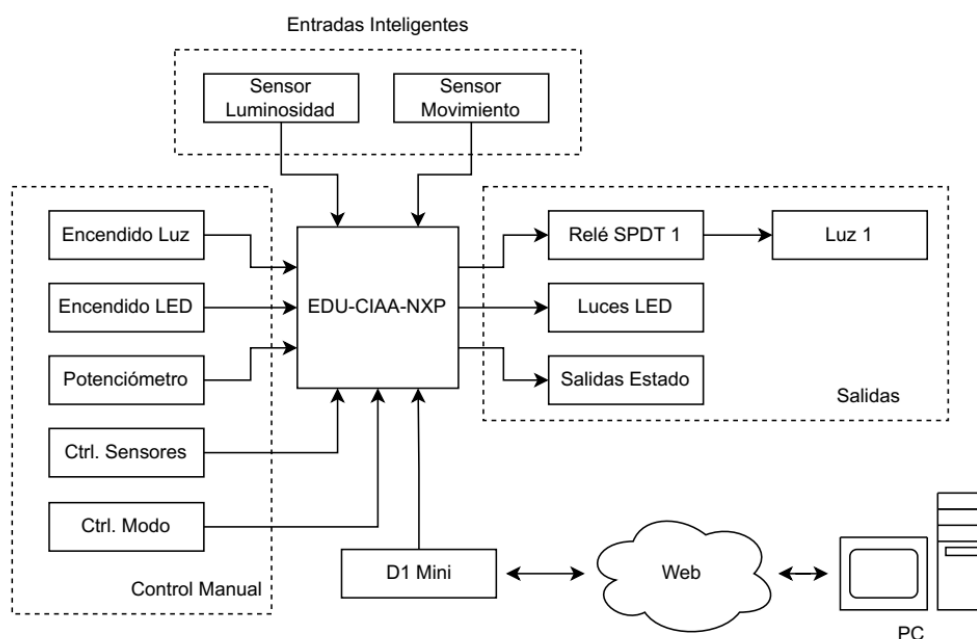 Entradas Inteligentes
Sensor
Luminosidad
Sensor
Movimiento
Encendido Luz
Encendido LED
Potenciómetro
Ctrl. Sensores
Ctrl. Modo
Control Manual
EDU-CIAA-NXP
Relé SPDT 1
Luz 1
Luces LED
Salidas Estado
Salidas
D1 Mini
Web
PC